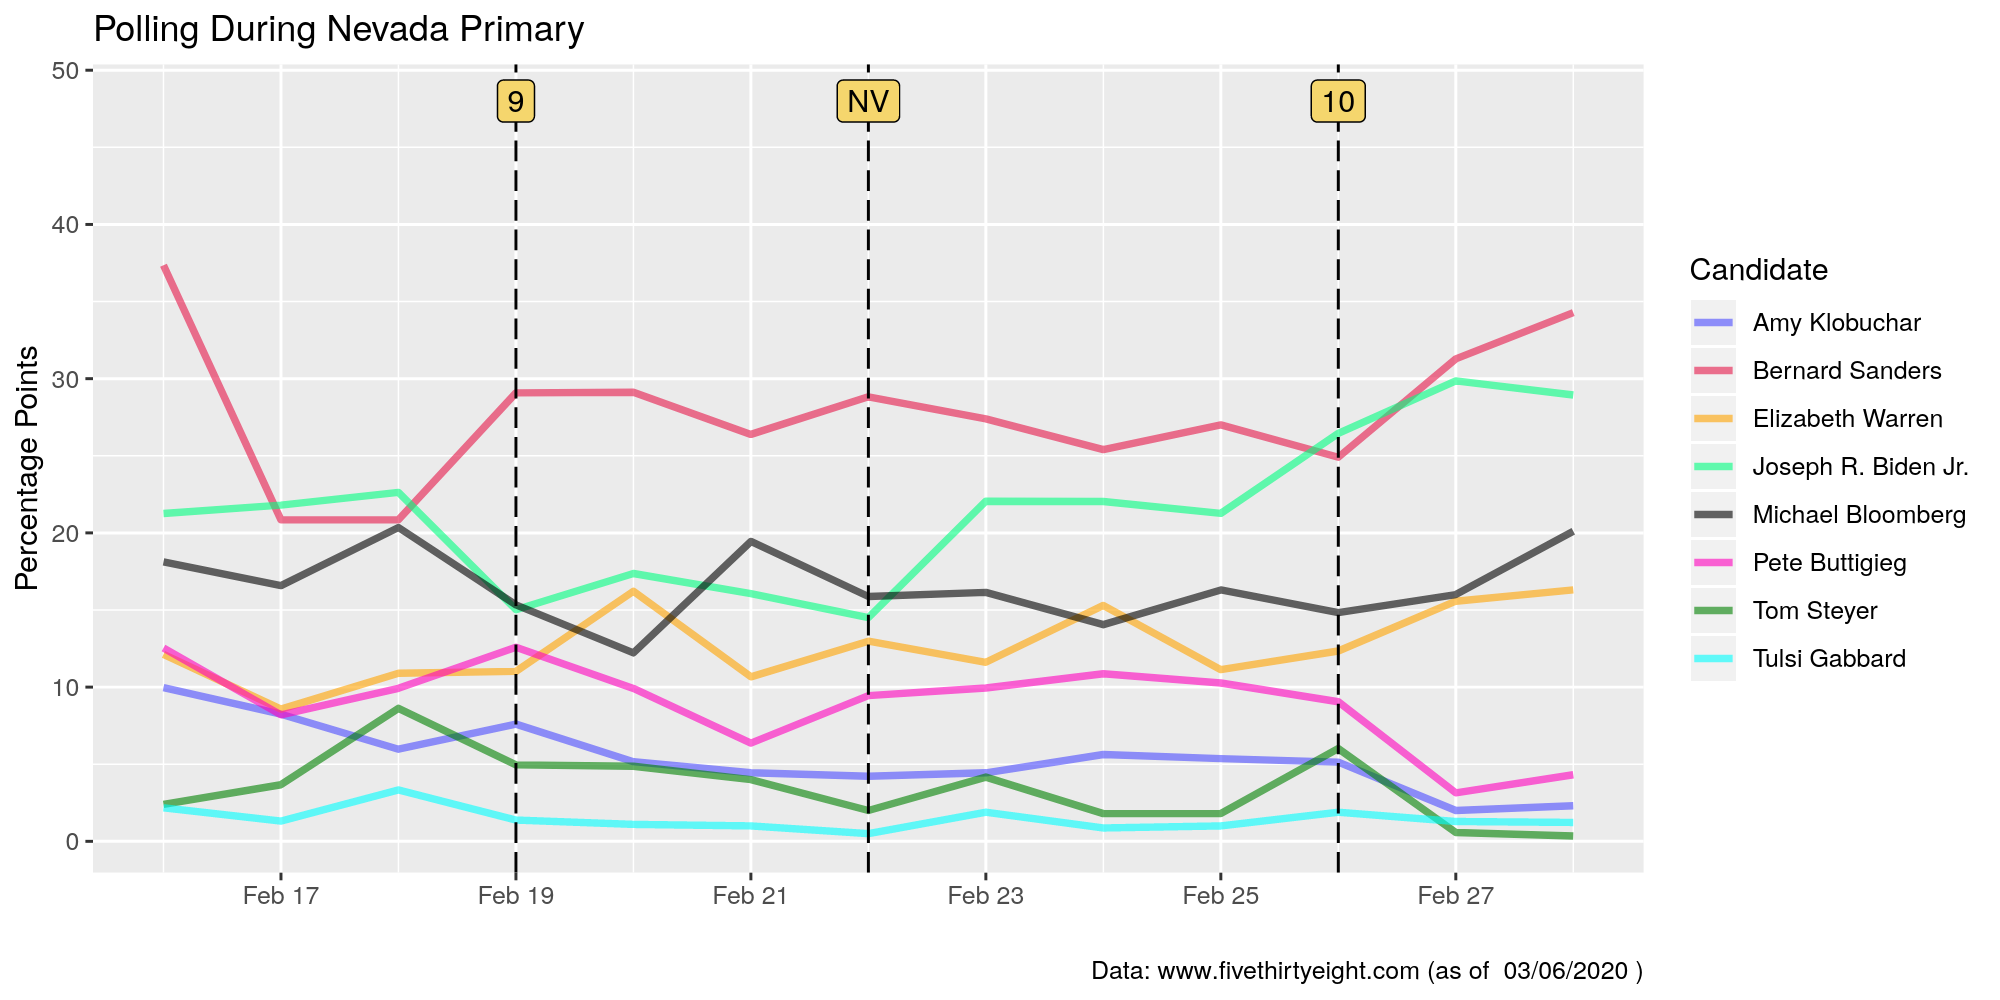 Polling During Nevada Primary
50
40
30
20
10
0
Percentage Points
9
NV
10
Feb 17
Feb 19
Feb 21
Feb 23
Feb 25
Feb 27
Candidate
Amy Klobuchar
Bernard Sanders
Elizabeth Warren
Joseph R. Biden Jr.
Michael Bloomberg
Pete Buttigieg
Tom Steyer
Tulsi Gabbard
Data: www.fivethirtyeight.com (as of  03/06/2020 )